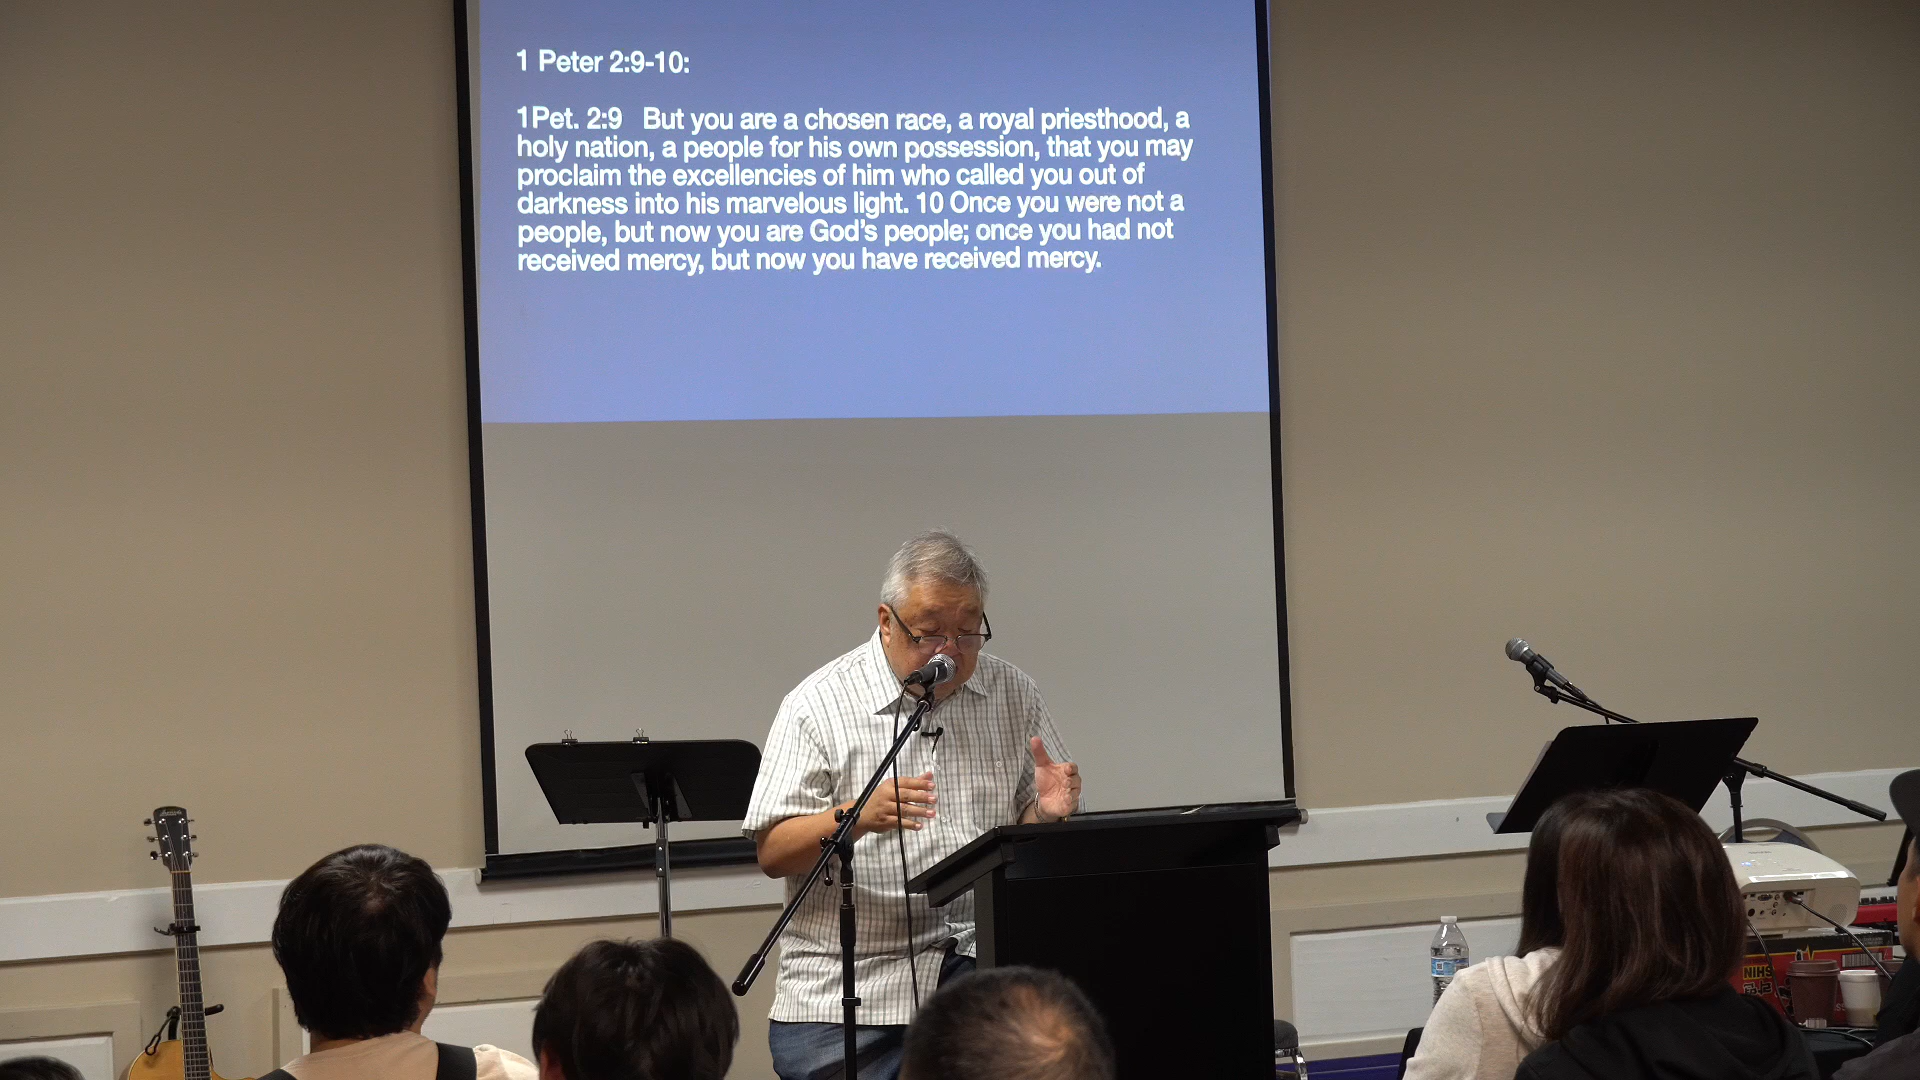 1 Peter 2:9-10:
1Pet. 2:9 But you are a chosen race, a royal priesthood, a
holy nation, a people for his own possession, that you may
proclaim the excellencies of him who called you out of
darkness into his marvelous light. 10 Once you were not a
people, but now you are God's people; once you had not
received mercy, but now you have received mercy.
NIHS